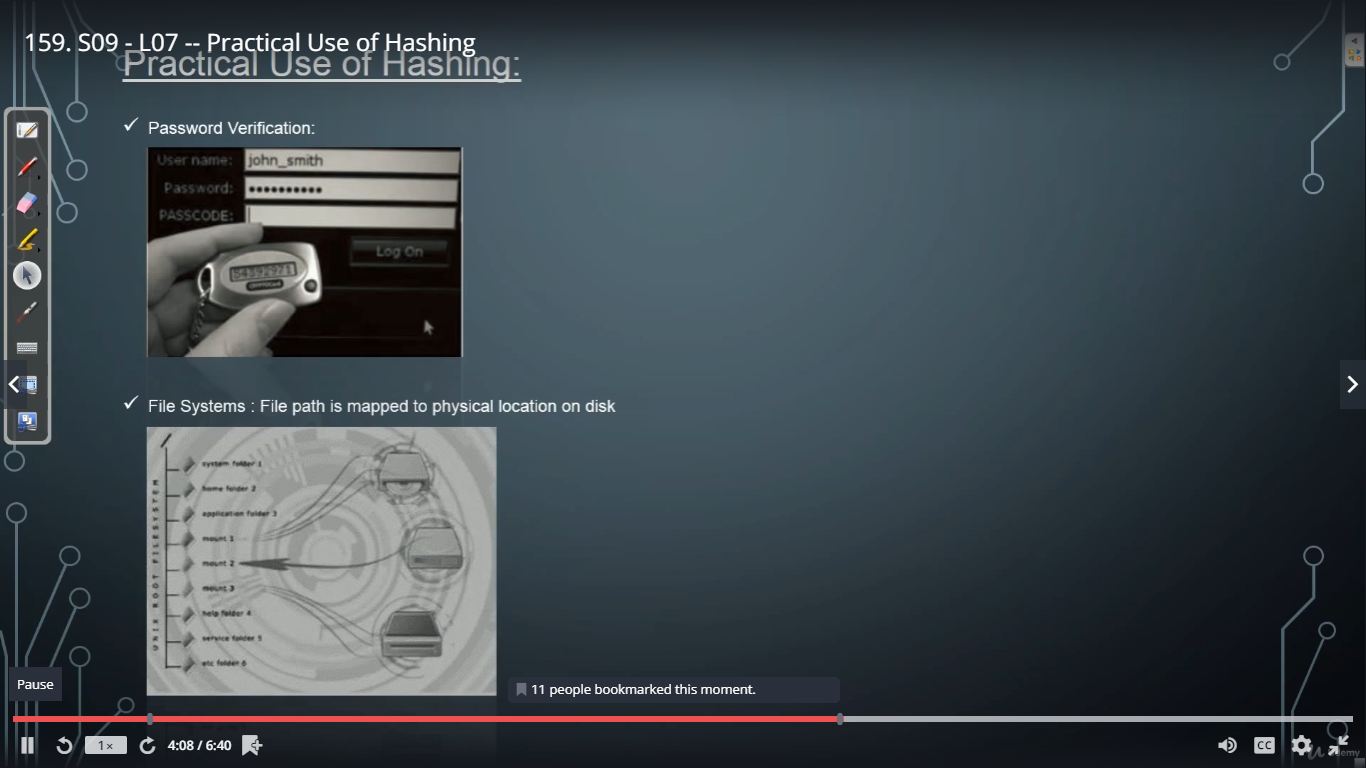 159. S09 - L07 -- Practical Use of Hashing
Practical Use of Hashing:
✓ Password Verification:
User name: john_smith
Password: ••••••••••
PASSCODE:
Log On
✓ File Systems : File path is mapped to physical location on disk
/
UNIX ROOT FILESYSTEM
system folder 1
home folder 2
application folder 3
mount 1
mount 2
mount 3
help folder 4
service folder 5
etc folder 6
Pause
11 people bookmarked this moment.
1×
4:08 / 6:40
CC